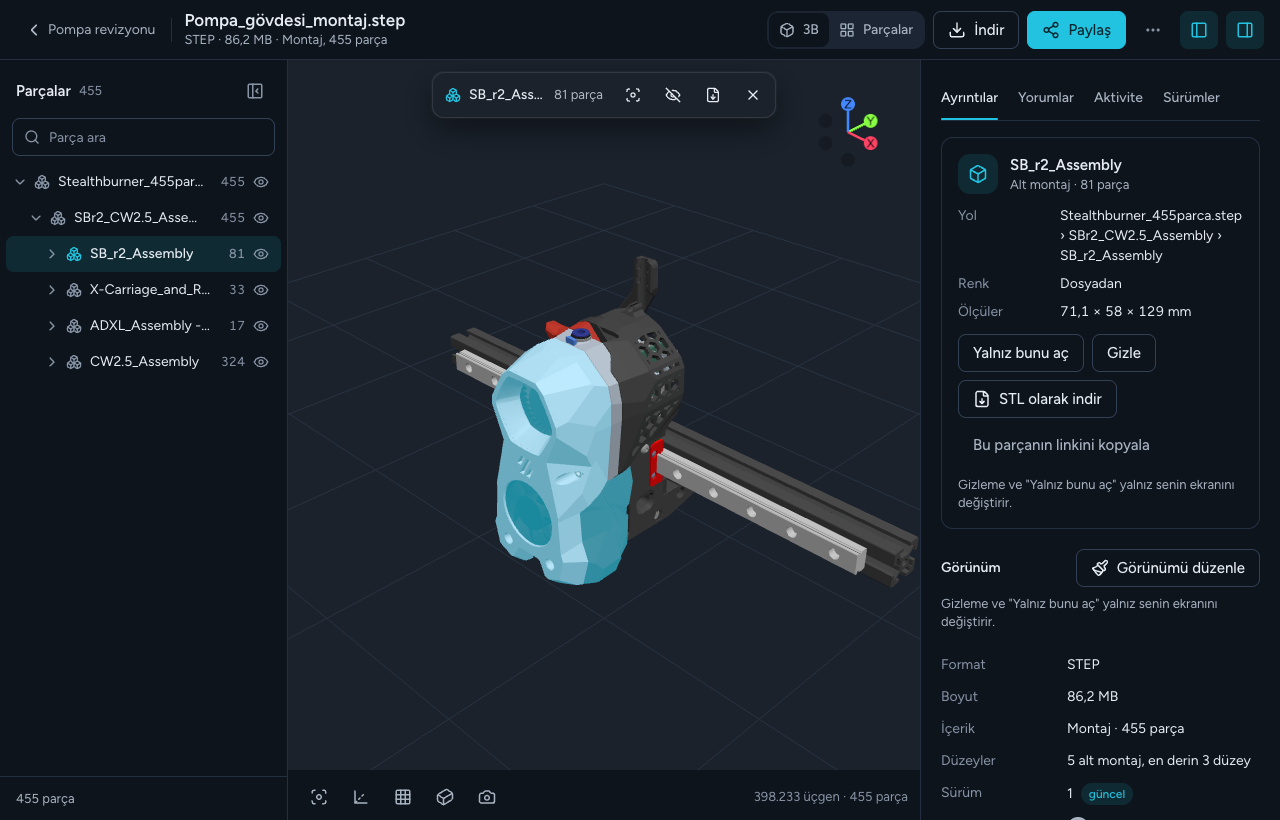 Pompa revizyonu
Pompa_gövdesi_montaj.step
STEP · 86,2 MB · Montaj, 455 parça
3B
Parçalar
İndir
Paylaş
Parçalar 455
Parça ara
Stealthburner_455par... 455
SBr2_CW2.5_Asse... 455
SB_r2_Assembly 81
X-Carriage_and_R... 33
ADXL_Assembly -... 17
CW2.5_Assembly 324
455 parça
SB_r2_Ass... 81 parça
Z
Y
X
398.233 üçgen · 455 parça
Ayrıntılar Yorumlar Aktivite Sürümler
SB_r2_Assembly
Alt montaj · 81 parça
Yol Stealthburner_455parca.step
› SBr2_CW2.5_Assembly ›
SB_r2_Assembly
Renk Dosyadan
Ölçüler 71,1 × 58 × 129 mm
Yalnız bunu aç Gizle
STL olarak indir
Bu parçanın linkini kopyala
Gizleme ve "Yalnız bunu aç" yalnız senin ekranını
değiştirir.
Görünüm Görünümü düzenle
Gizleme ve "Yalnız bunu aç" yalnız senin ekranını
değiştirir.
Format STEP
Boyut 86,2 MB
İçerik Montaj · 455 parça
Düzeyler 5 alt montaj, en derin 3 düzey
Sürüm 1 güncel